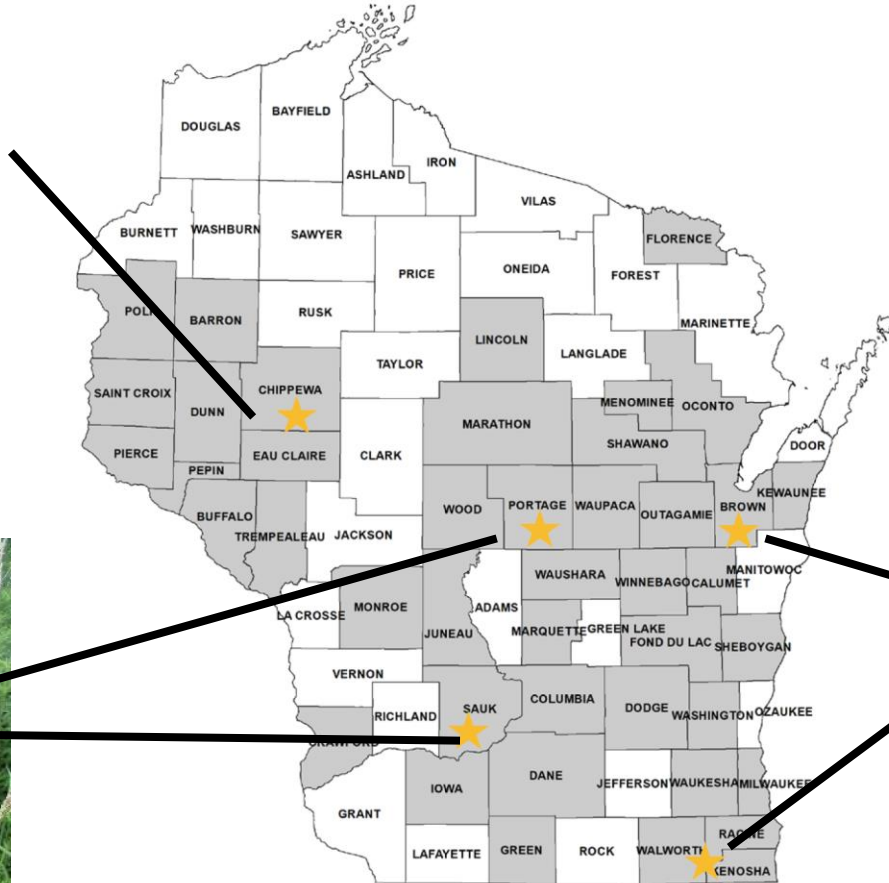 BAYFIELD
DOUGLAS
IRON
ASHLAND
VILAS
BURNETT
WASHBURN
SAWYER
FLORENCE
PRICE
ONEIDA
FOREST
POLK
BARRON
RUSK
MARINETTE
LINCOLN
LANGLADE
TAYLOR
CHIPPEWA
SAINT CROIX
MENOMINEE
OCONTO
DUNN
MARATHON
SHAWANO
DOOR
PIERCE
EAU CLAIRE
CLARK
PEPIN
KEWAUNEE
WOOD
PORTAGE
WAUPACA
BROWN
OUTAGAMIE
BUFFALO
TREMPEALEAU
JACKSON
WAUSHARA
MANITOWOC
WINNEBAGO
CALUMET
MONROE
ADAMS
LA CROSSE
JUNEAU
MARQUETTE
GREEN LAKE
FOND DU LAC
SHEBOYGAN
VERNON
COLUMBIA
SAUK
DODGE
RICHLAND
WASHINGTON
OZAUKEE
CRAWFORD
DANE
JEFFERSON
WAUKESHA
MILWAUKEE
IOWA
GRANT
RACINE
LAFAYETTE
GREEN
ROCK
WALWORTH
KENOSHA